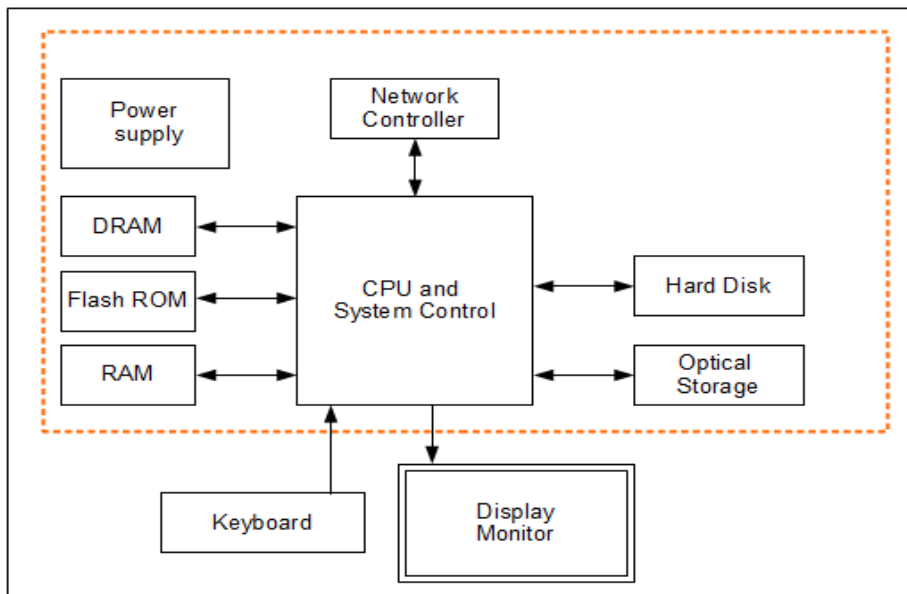 Power
supply
Network
Controller
DRAM
Flash ROM
RAM
CPU and
System Control
Hard Disk
Optical
Storage
Keyboard
Display
Monitor